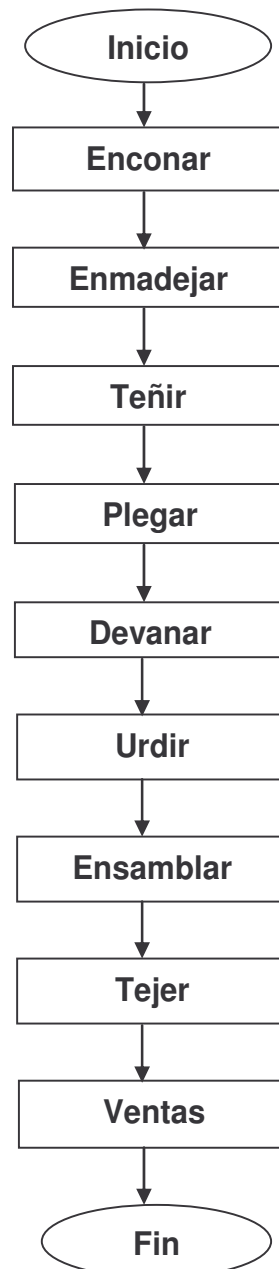 Inicio
Enconar
Enmadejar
Teñir
Plegar
Devanar
Urdir
Ensamblar
Tejer
Ventas
Fin